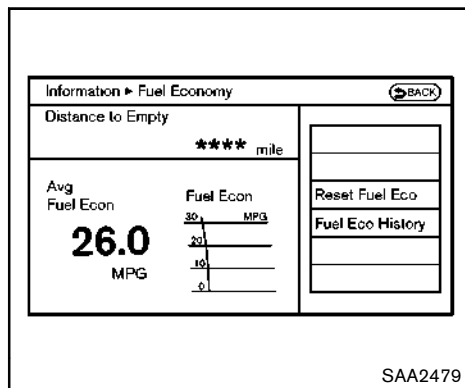 Information ▸ Fuel Economy
BACK
Distance to Empty
**** mile
Avg
Fuel Econ
26.0
MPG
Fuel Econ
30 MPG
20
10
0
Reset Fuel Eco
Fuel Eco History
SAA2479